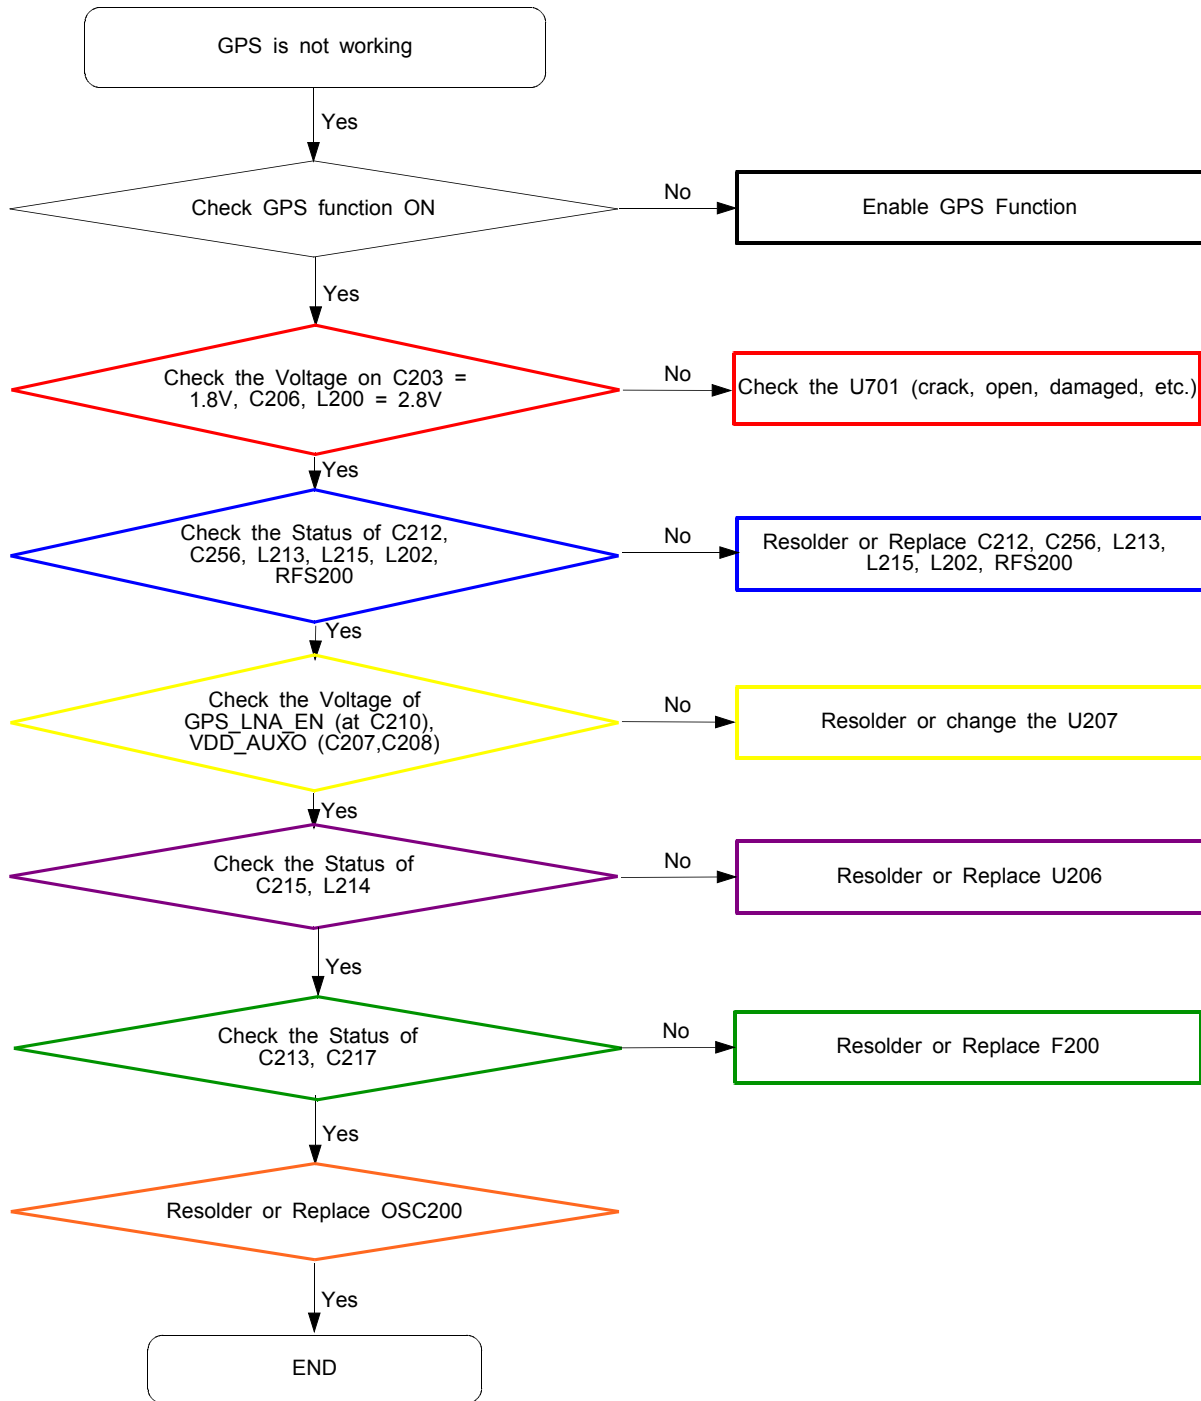 GPS is not working
Yes
Check GPS function ON
No
Enable GPS Function
Yes
Check the Voltage on C203 =
1.8V, C206, L200 = 2.8V
No
Check the U701 (crack, open, damaged, etc.)
Yes
Check the Status of C212,
C256, L213, L215, L202,
RFS200
No
Resolder or Replace C212, C256, L213,
L215, L202, RFS200
Yes
Check the Voltage of
GPS_LNA_EN (at C210),
VDD_AUXO (C207,C208)
No
Resolder or change the U207
Yes
Check the Status of
C215, L214
No
Resolder or Replace U206
Yes
Check the Status of
C213, C217
No
Resolder or Replace F200
Yes
Resolder or Replace OSC200
Yes
END